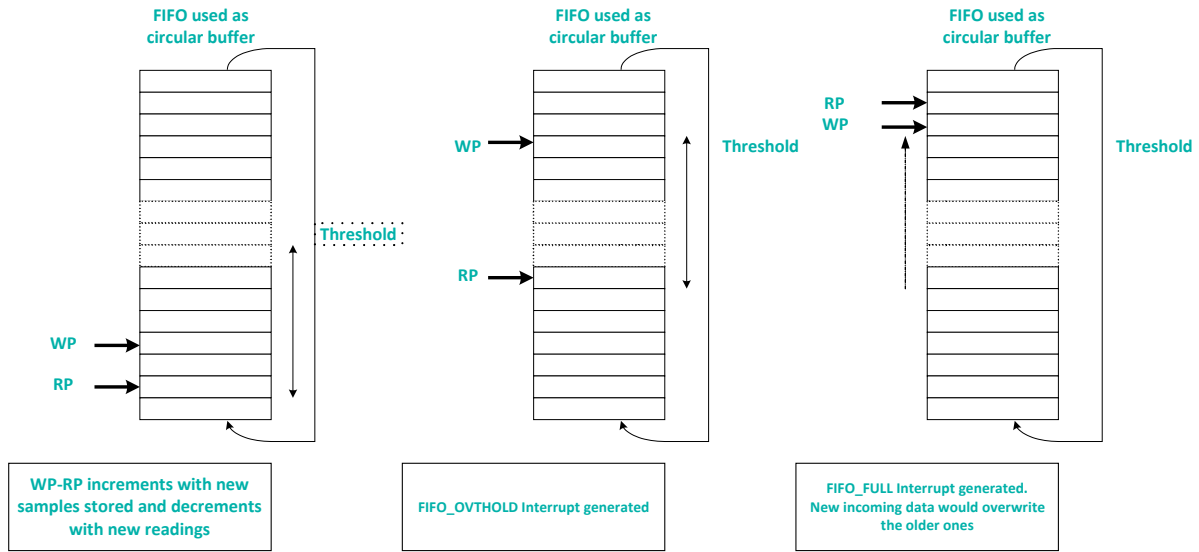 FIFO used as
circular buffer
WP
RP
Threshold
WP-RP increments with new
samples stored and decrements
with new readings
FIFO used as
circular buffer
WP
RP
Threshold
FIFO_OVTHOLD Interrupt generated
FIFO used as
circular buffer
RP
WP
Threshold
FIFO_FULL Interrupt generated.
New incoming data would overwrite
the older ones